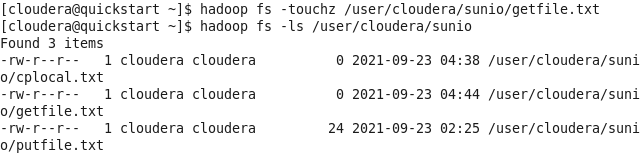 [cloudera@quickstart ~]$ hadoop fs -touchz /user/cloudera/sunio/getfile.txt
[cloudera@quickstart ~]$ hadoop fs -ls /user/cloudera/sunio
Found 3 items
-rw-r--r--   1 cloudera cloudera          0 2021-09-23 04:38 /user/cloudera/suni
o/cplocal.txt
-rw-r--r--   1 cloudera cloudera          0 2021-09-23 04:44 /user/cloudera/suni
o/getfile.txt
-rw-r--r--   1 cloudera cloudera         24 2021-09-23 02:25 /user/cloudera/suni
o/putfile.txt